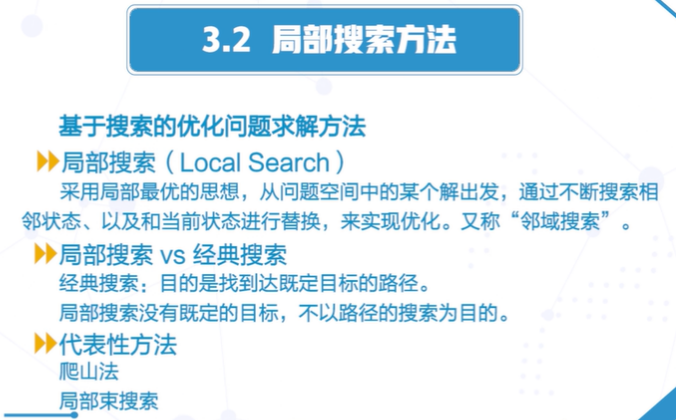 3.2 局部搜索方法
基于搜索的优化问题求解方法
局部搜索（Local Search）
采用局部最优的思想，从问题空间中的某个解出发，通过不断搜索相
邻状态、以及和当前状态进行替换，来实现优化。又称“邻域搜索”。
局部搜索 vs 经典搜索
经典搜索：目的是找到达既定目标的路径。
局部搜索没有既定的目标，不以路径的搜索为目的。
代表性方法
爬山法
局部束搜索